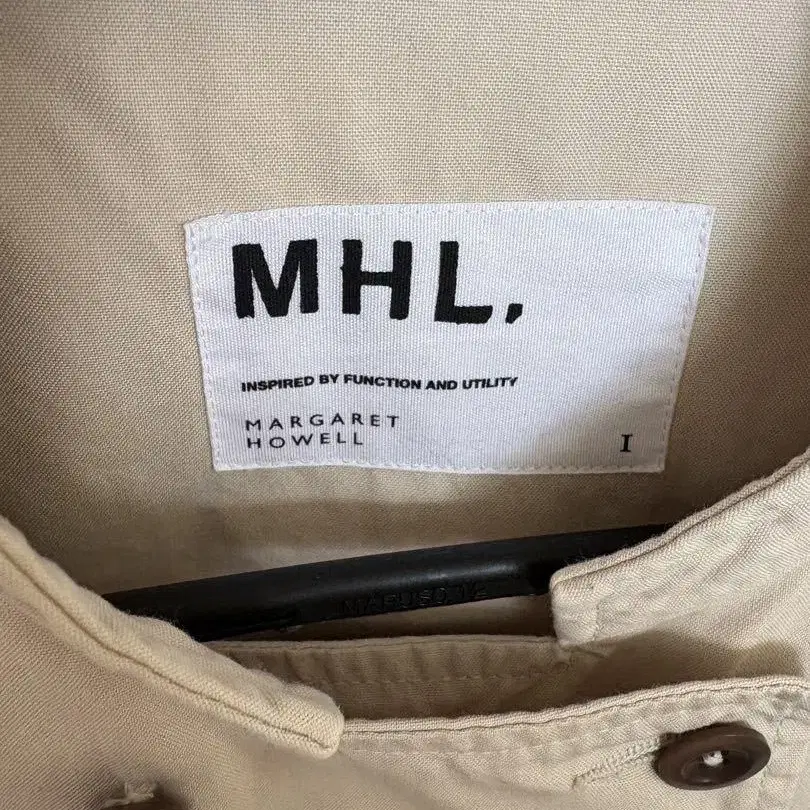 MHL.
INSPIRED BY FUNCTION AND UTILITY
MARGARET
HOWELL
I